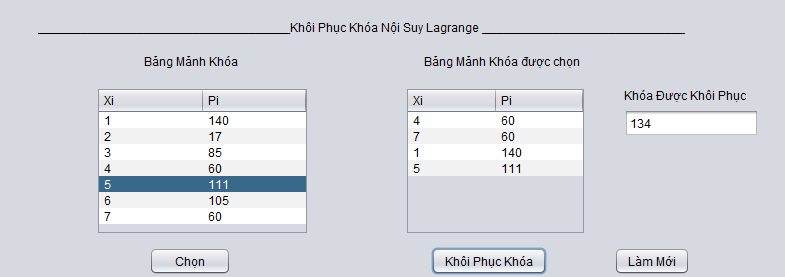 Khôi Phục Khóa Nội Suy Lagrange
Bảng Mảnh Khóa
Xi Pi
1 140
2 17
3 85
4 60
5 111
6 105
7 60
Chọn
Bảng Mảnh Khóa được chọn
Xi Pi
4 60
7 60
1 140
5 111
Khôi Phục Khóa
Khóa Được Khôi Phục
134
Làm Mới